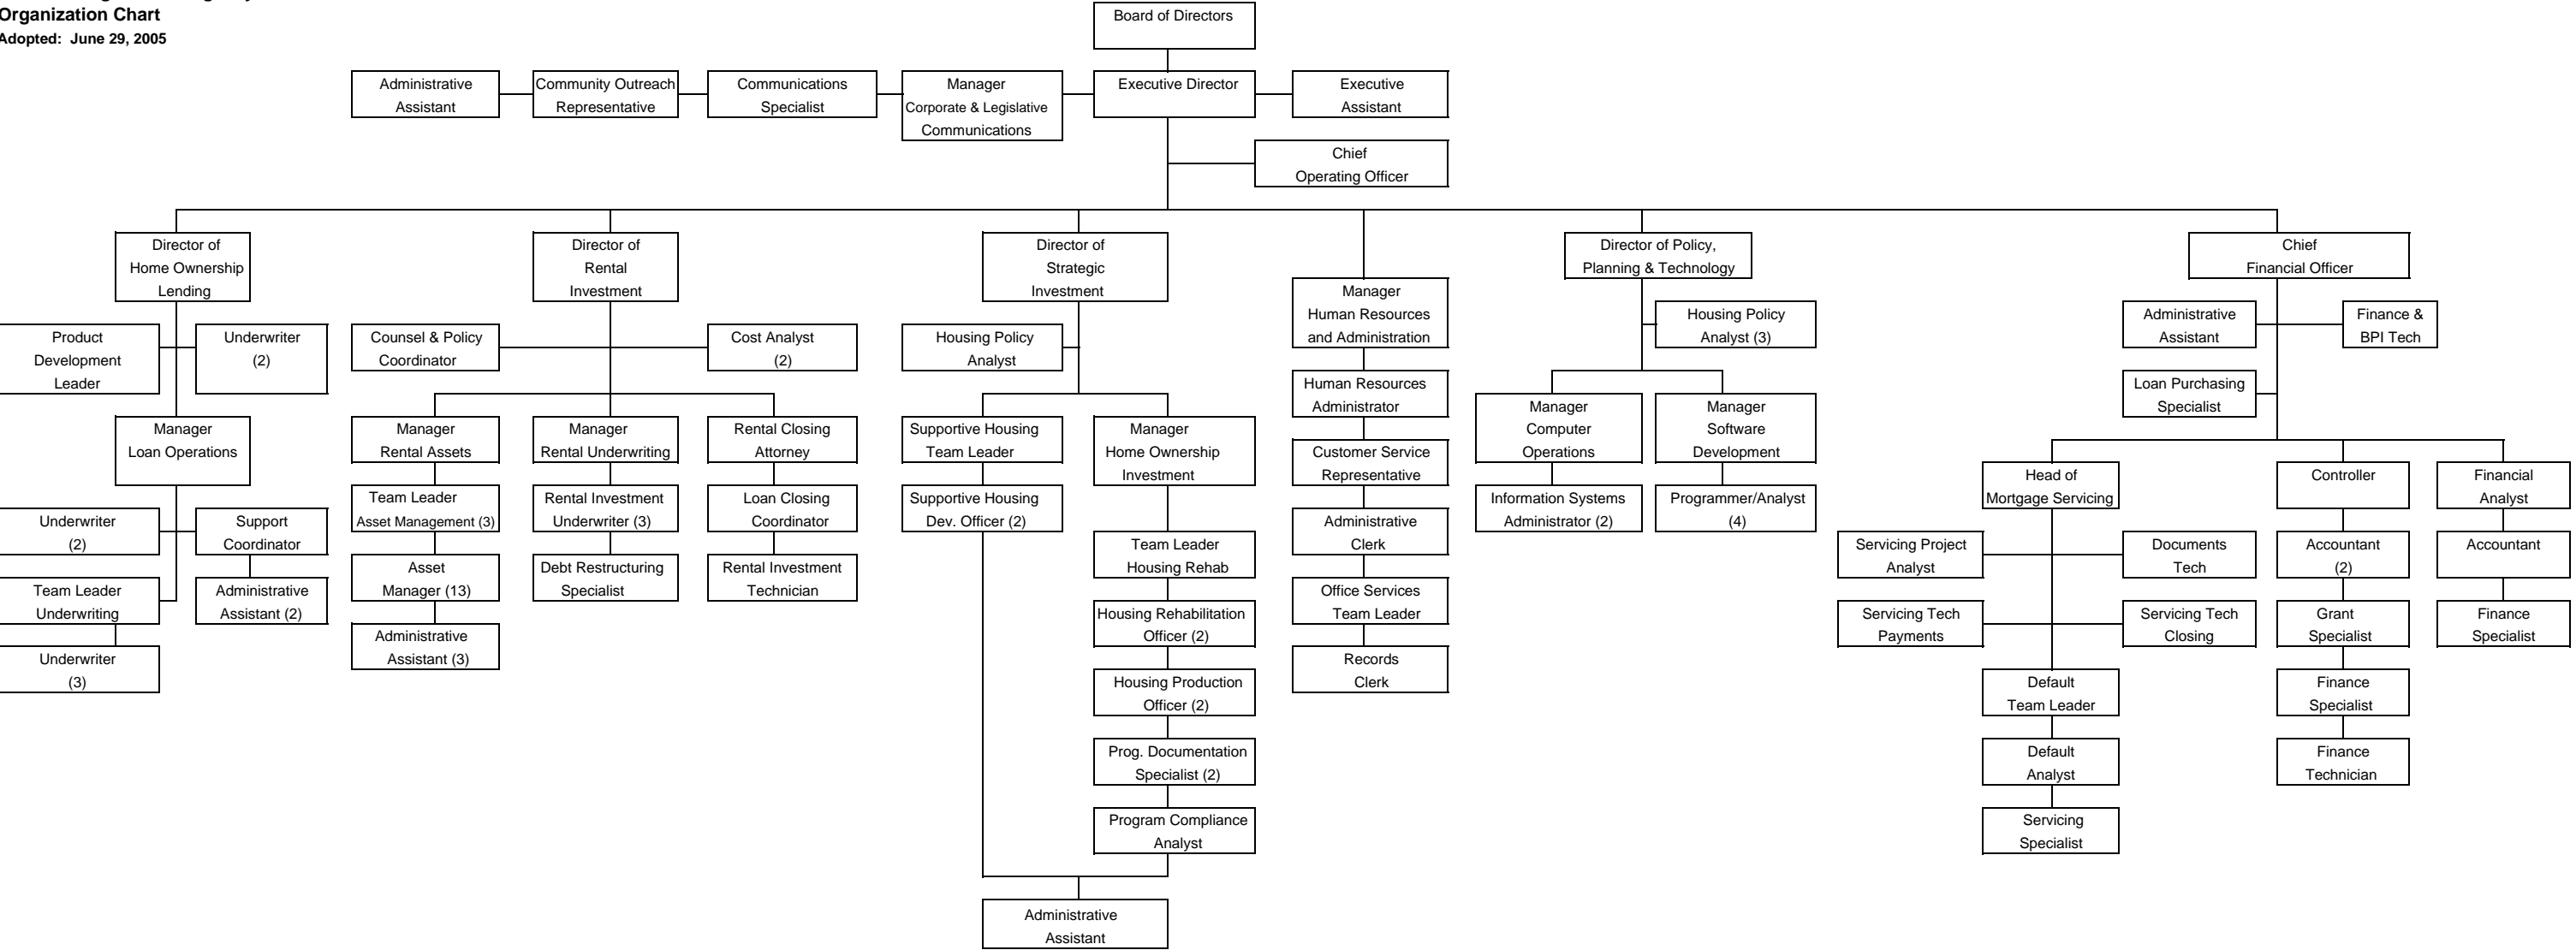 Organization Chart
Adopted: June 29, 2005
Board of Directors
Administrative
Assistant
Community Outreach
Representative
Communications
Specialist
Manager
Corporate & Legislative
Communications
Executive Director
Executive
Assistant
Chief
Operating Officer
Director of
Home Ownership
Lending
Director of
Rental
Investment
Director of
Strategic
Investment
Manager
Human Resources
and Administration
Director of Policy,
Planning & Technology
Chief
Financial Officer
Product
Development
Leader
Underwriter
(2)
Manager
Loan Operations
Underwriter
(2)
Support
Coordinator
Team Leader
Underwriting
Administrative
Assistant (2)
Underwriter
(3)
Counsel & Policy
Coordinator
Cost Analyst
(2)
Manager
Rental Assets
Team Leader
Asset Management (3)
Asset
Manager (13)
Administrative
Assistant (3)
Manager
Rental Underwriting
Rental Investment
Underwriter (3)
Debt Restructuring
Specialist
Rental Closing
Attorney
Loan Closing
Coordinator
Rental Investment
Technician
Housing Policy
Analyst
Supportive Housing
Team Leader
Supportive Housing
Dev. Officer (2)
Manager
Home Ownership
Investment
Team Leader
Housing Rehab
Housing Rehabilitation
Officer (2)
Housing Production
Officer (2)
Prog. Documentation
Specialist (2)
Program Compliance
Analyst
Administrative
Assistant
Human Resources
Administrator
Customer Service
Representative
Administrative
Clerk
Office Services
Team Leader
Records
Clerk
Housing Policy
Analyst (3)
Manager
Computer
Operations
Information Systems
Administrator (2)
Manager
Software
Development
Programmer/Analyst
(4)
Administrative
Assistant
Finance &
BPI Tech
Loan Purchasing
Specialist
Head of
Mortgage Servicing
Servicing Project
Analyst
Documents
Tech
Servicing Tech
Payments
Servicing Tech
Closing
Default
Team Leader
Default
Analyst
Servicing
Specialist
Controller
Accountant
(2)
Grant
Specialist
Finance
Specialist
Finance
Technician
Financial
Analyst
Accountant
Finance
Specialist